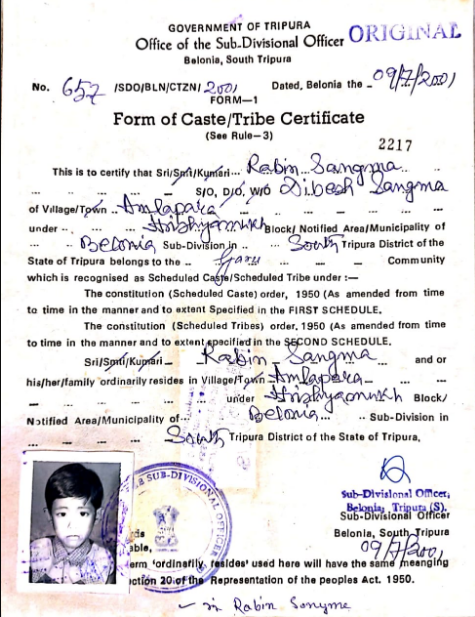 GOVERNMENT OF TRIPURA
Office of the Sub-Divisional Officer ORIGINAL
Belonia, South Tripura
No. 657 /SDO/BLN/CTZN/ 2001 Dated, Belonia the 09/7/2001
FORM—1
Form of Caste/Tribe Certificate
(See Rule—3)
2217
This is to certify that Sri/Smti/Kumari... Rabin Sangma
S/O, D/O, W/O Dibesh Sangma
of Village/Town .. Amlapara
under .. Hrishyamukh Block/ Notified Area/Municipality of
Belonia Sub-Division in .. South Tripura District of the
State of Tripura belongs to the .. Garu Community
which is recognised as Scheduled Caste/Scheduled Tribe under :—
The constitution (Scheduled Caste) order, 1950 (As amended from time
to time in the manner and to extent Specified in the FIRST SCHEDULE.
The constitution (Scheduled Tribes) order, 1950 (As amended from time
to time in the manner and to extent specified in the SECOND SCHEDULE.
Sri/Smti/Kumari Rabin Sangma and or
his/her/family ordinarily resides in Village/Town Amlapara
under Hrishyamukh Block/
Notified Area/Municipality of Belonia Sub-Division in
South Tripura District of the State of Tripura,
Sub-Divisional Officer,
Belonia, Tripura (S).
Sub-Divisional Officer
Belonia, South Tripura
09/7/2001
SUB-DIVISIONAL OFFICER
rds
able,
erm 'ordinarily resides' used here will have the same meanging
ction 20 of the Representation of the peoples Act. 1950.
Rabin